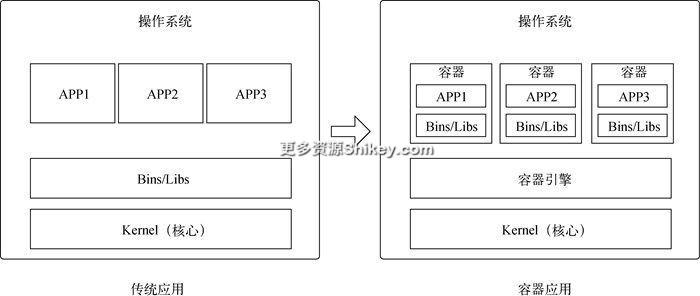 操作系统
APP1
APP2
APP3
Bins/Libs
Kernel（核心）
传统应用
更多资源Shikey.com
操作系统
容器
APP1
Bins/Libs
容器
APP2
Bins/Libs
容器
APP3
Bins/Libs
容器引擎
Kernel（核心）
容器应用